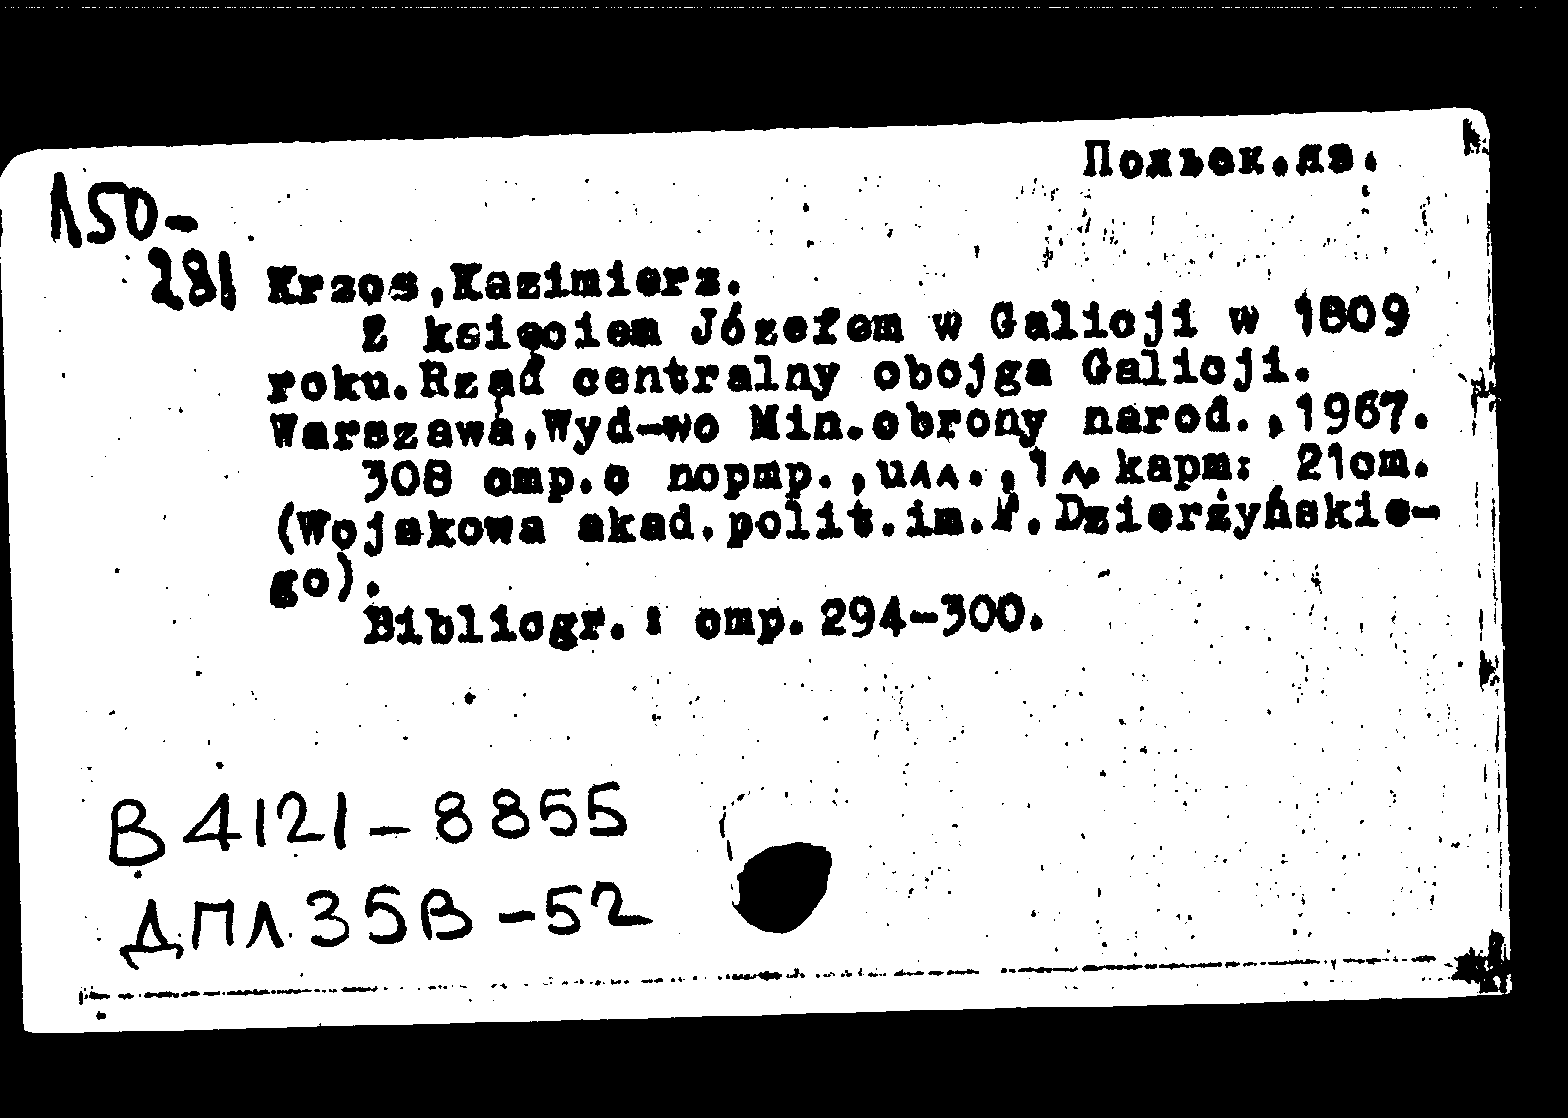 Польск.яз.
150-
281
Krzos,Kazimierz.
Z księciem Józefem w Galicji w 1809
roku.Rząd centralny obojga Galicji.
Warszawa,Wyd-wo Min.obrony narod.,1967.
308 стр.с портр.,илл.,1 л. карт; 21см.
(Wojskowa akad.polit.im.F.Dzierżyńskie-
go).
Bibliogr.: стр.294-300.
В 4121-8855
ДПЛ 35В-52